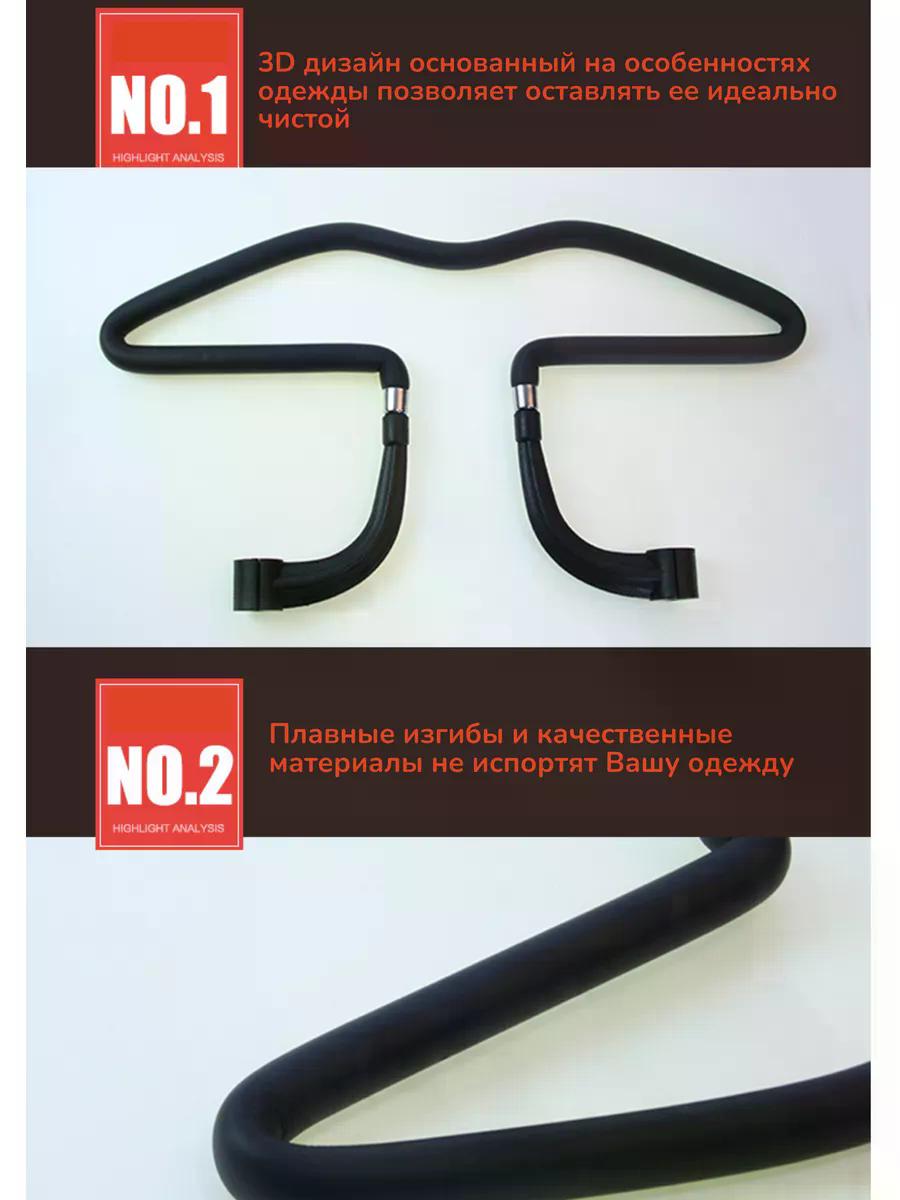 NO.1
HIGHLIGHT ANALYSIS
3D дизайн основанный на особенностях
одежды позволяет оставлять ее идеально
чистой
NO.2
HIGHLIGHT ANALYSIS
Плавные изгибы и качественные
материалы не испортят Вашу одежду